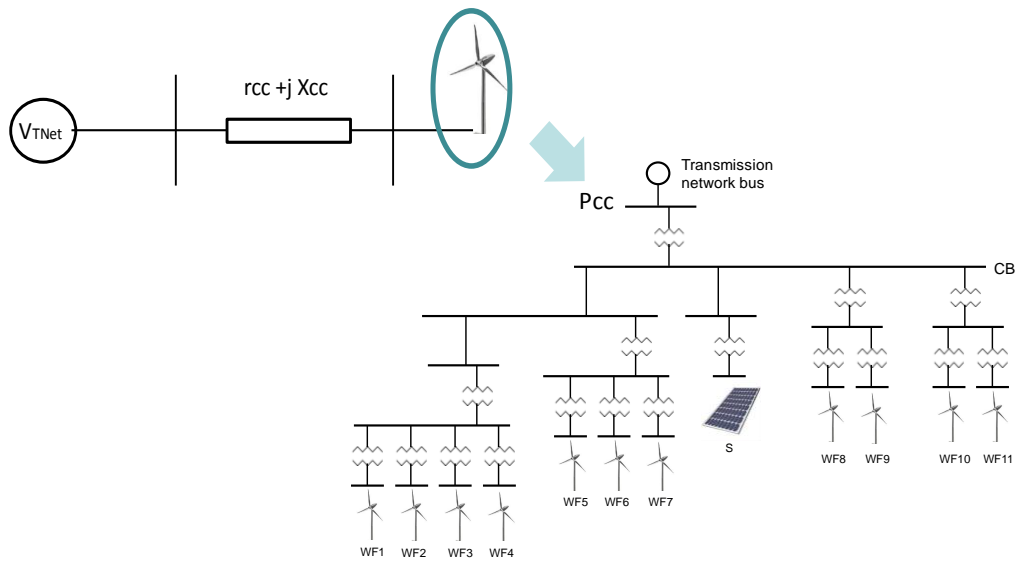 rcc +j Xcc
VTNet
Transmission
network bus
Pcc
CB
S
WF8
WF9
WF10
WF11
WF5
WF6
WF7
WF1
WF2
WF3
WF4